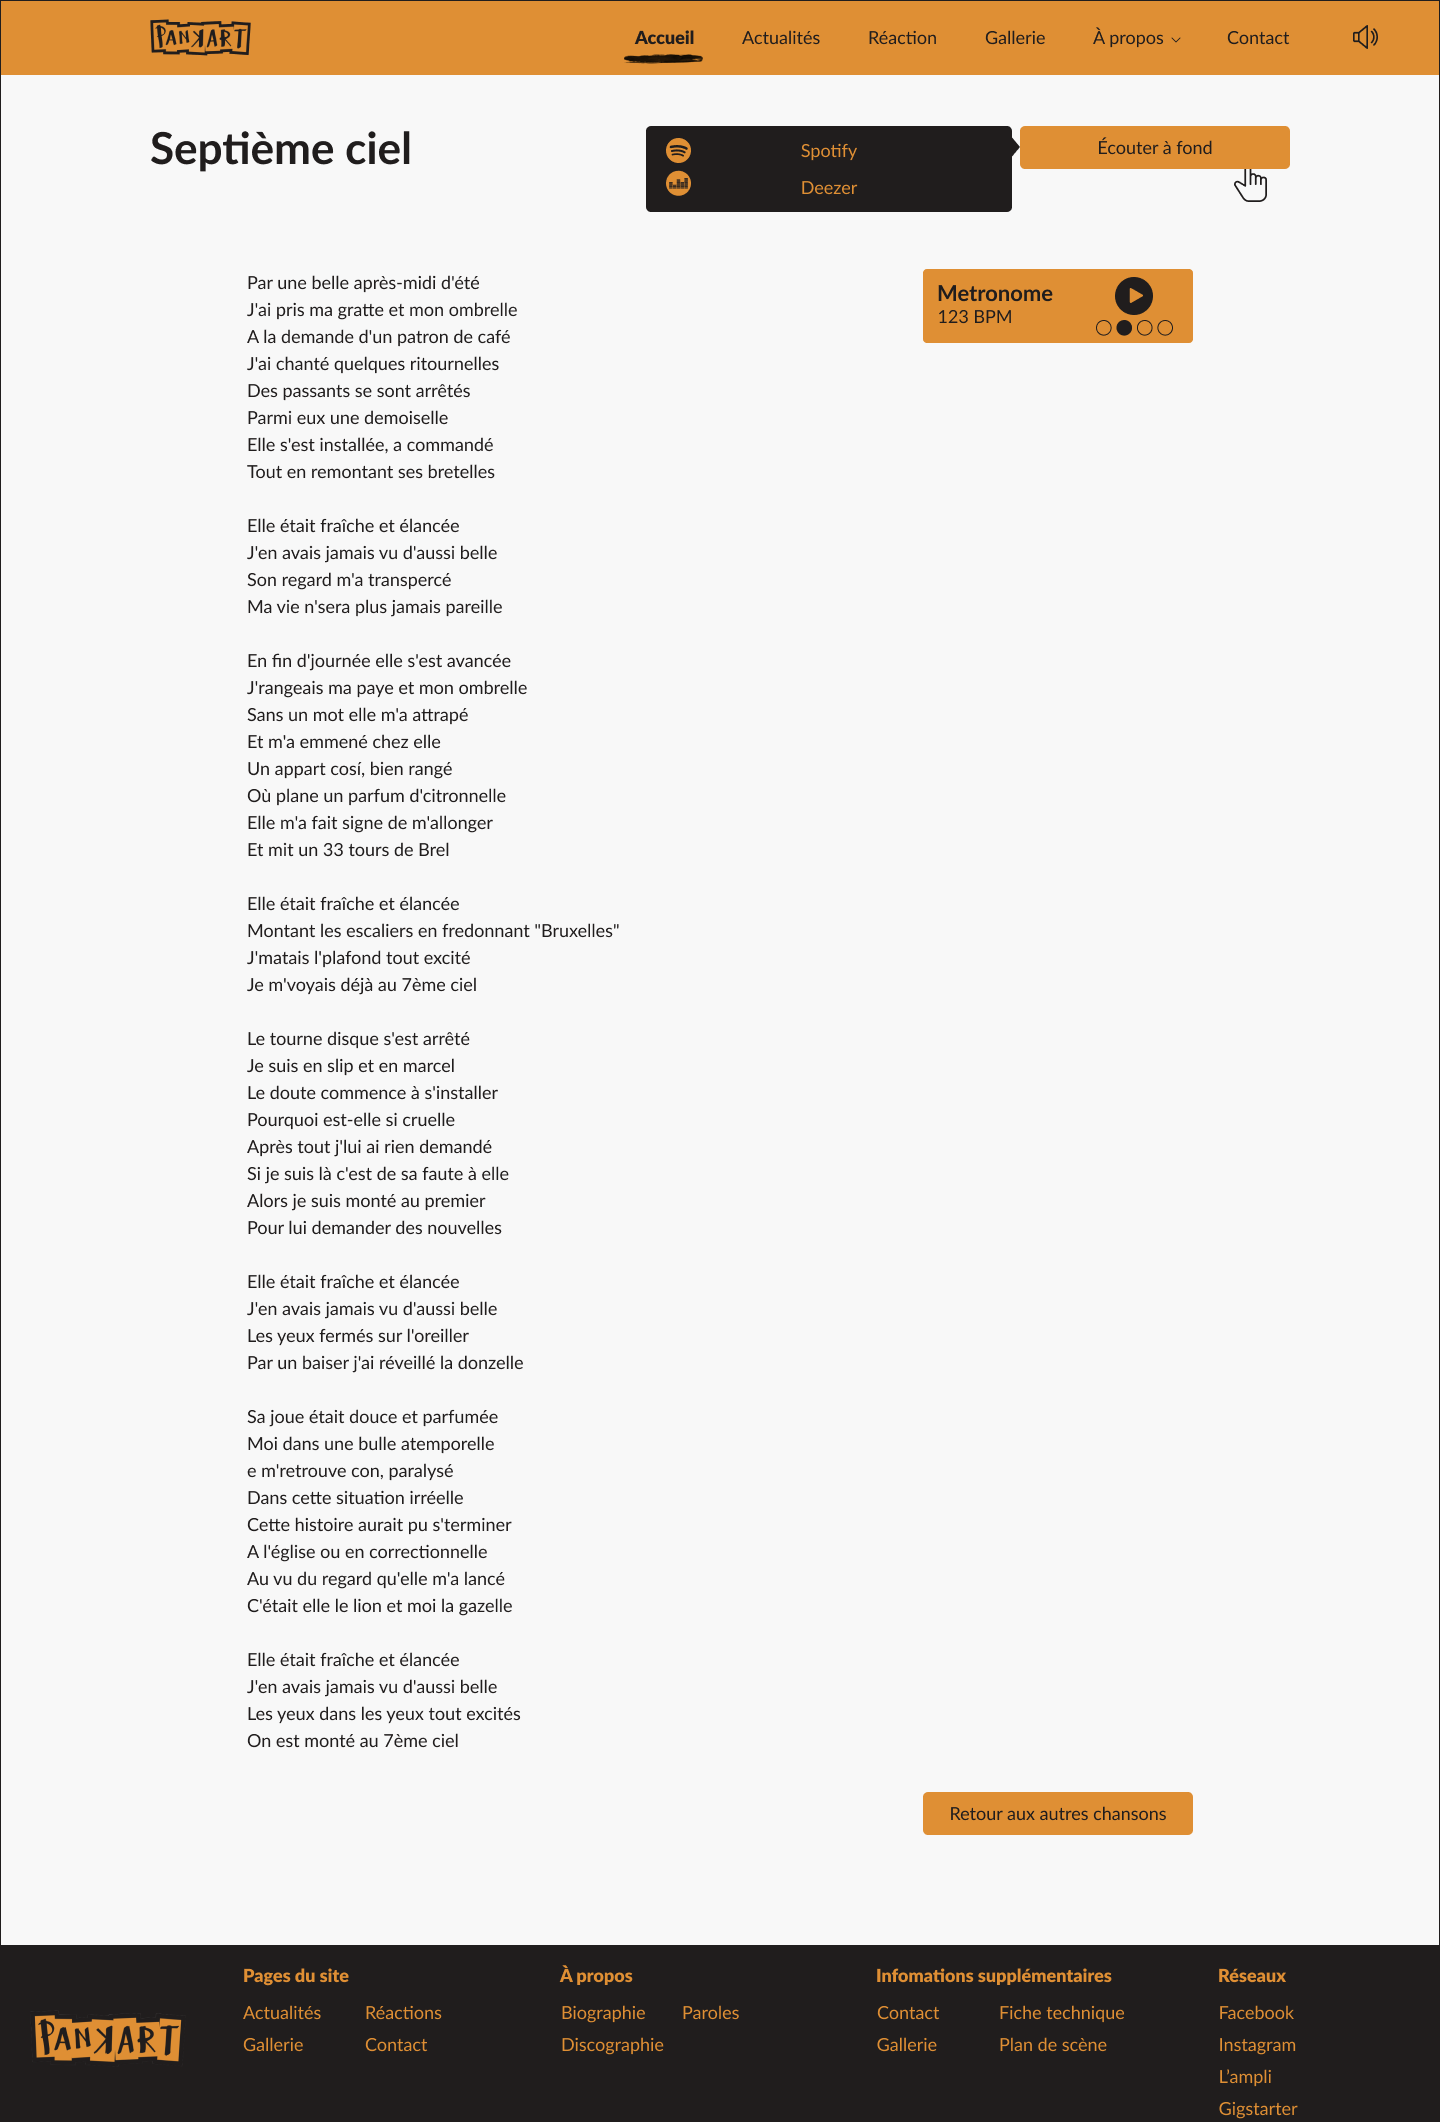 PANKART
Accueil Actualités Réaction Gallerie À propos Contact
Septième ciel
Spotify
Deezer
Écouter à fond
Par une belle après-midi d'été
J'ai pris ma gratte et mon ombrelle
A la demande d'un patron de café
J'ai chanté quelques ritournelles
Des passants se sont arrêtés
Parmi eux une demoiselle
Elle s'est installée, a commandé
Tout en remontant ses bretelles
Elle était fraîche et élancée
J'en avais jamais vu d'aussi belle
Son regard m'a transpercé
Ma vie n'sera plus jamais pareille
En fin d'journée elle s'est avancée
J'rangeais ma paye et mon ombrelle
Sans un mot elle m'a attrapé
Et m'a emmené chez elle
Un appart cosí, bien rangé
Où plane un parfum d'citronnelle
Elle m'a fait signe de m'allonger
Et mit un 33 tours de Brel
Elle était fraîche et élancée
Montant les escaliers en fredonnant "Bruxelles"
J'matais l'plafond tout excité
Je m'voyais déjà au 7ème ciel
Le tourne disque s'est arrêté
Je suis en slip et en marcel
Le doute commence à s'installer
Pourquoi est-elle si cruelle
Après tout j'lui ai rien demandé
Si je suis là c'est de sa faute à elle
Alors je suis monté au premier
Pour lui demander des nouvelles
Elle était fraîche et élancée
J'en avais jamais vu d'aussi belle
Les yeux fermés sur l'oreiller
Par un baiser j'ai réveillé la donzelle
Sa joue était douce et parfumée
Moi dans une bulle atemporelle
e m'retrouve con, paralysé
Dans cette situation irréelle
Cette histoire aurait pu s'terminer
A l'église ou en correctionnelle
Au vu du regard qu'elle m'a lancé
C'était elle le lion et moi la gazelle
Elle était fraîche et élancée
J'en avais jamais vu d'aussi belle
Les yeux dans les yeux tout excités
On est monté au 7ème ciel
Metronome
123 BPM
Retour aux autres chansons
PANKART
Pages du site
Actualités Réactions
Gallerie Contact
À propos
Biographie Paroles
Discographie
Infomations supplémentaires
Contact Fiche technique
Gallerie Plan de scène
Réseaux
Facebook
Instagram
L’ampli
Gigstarter